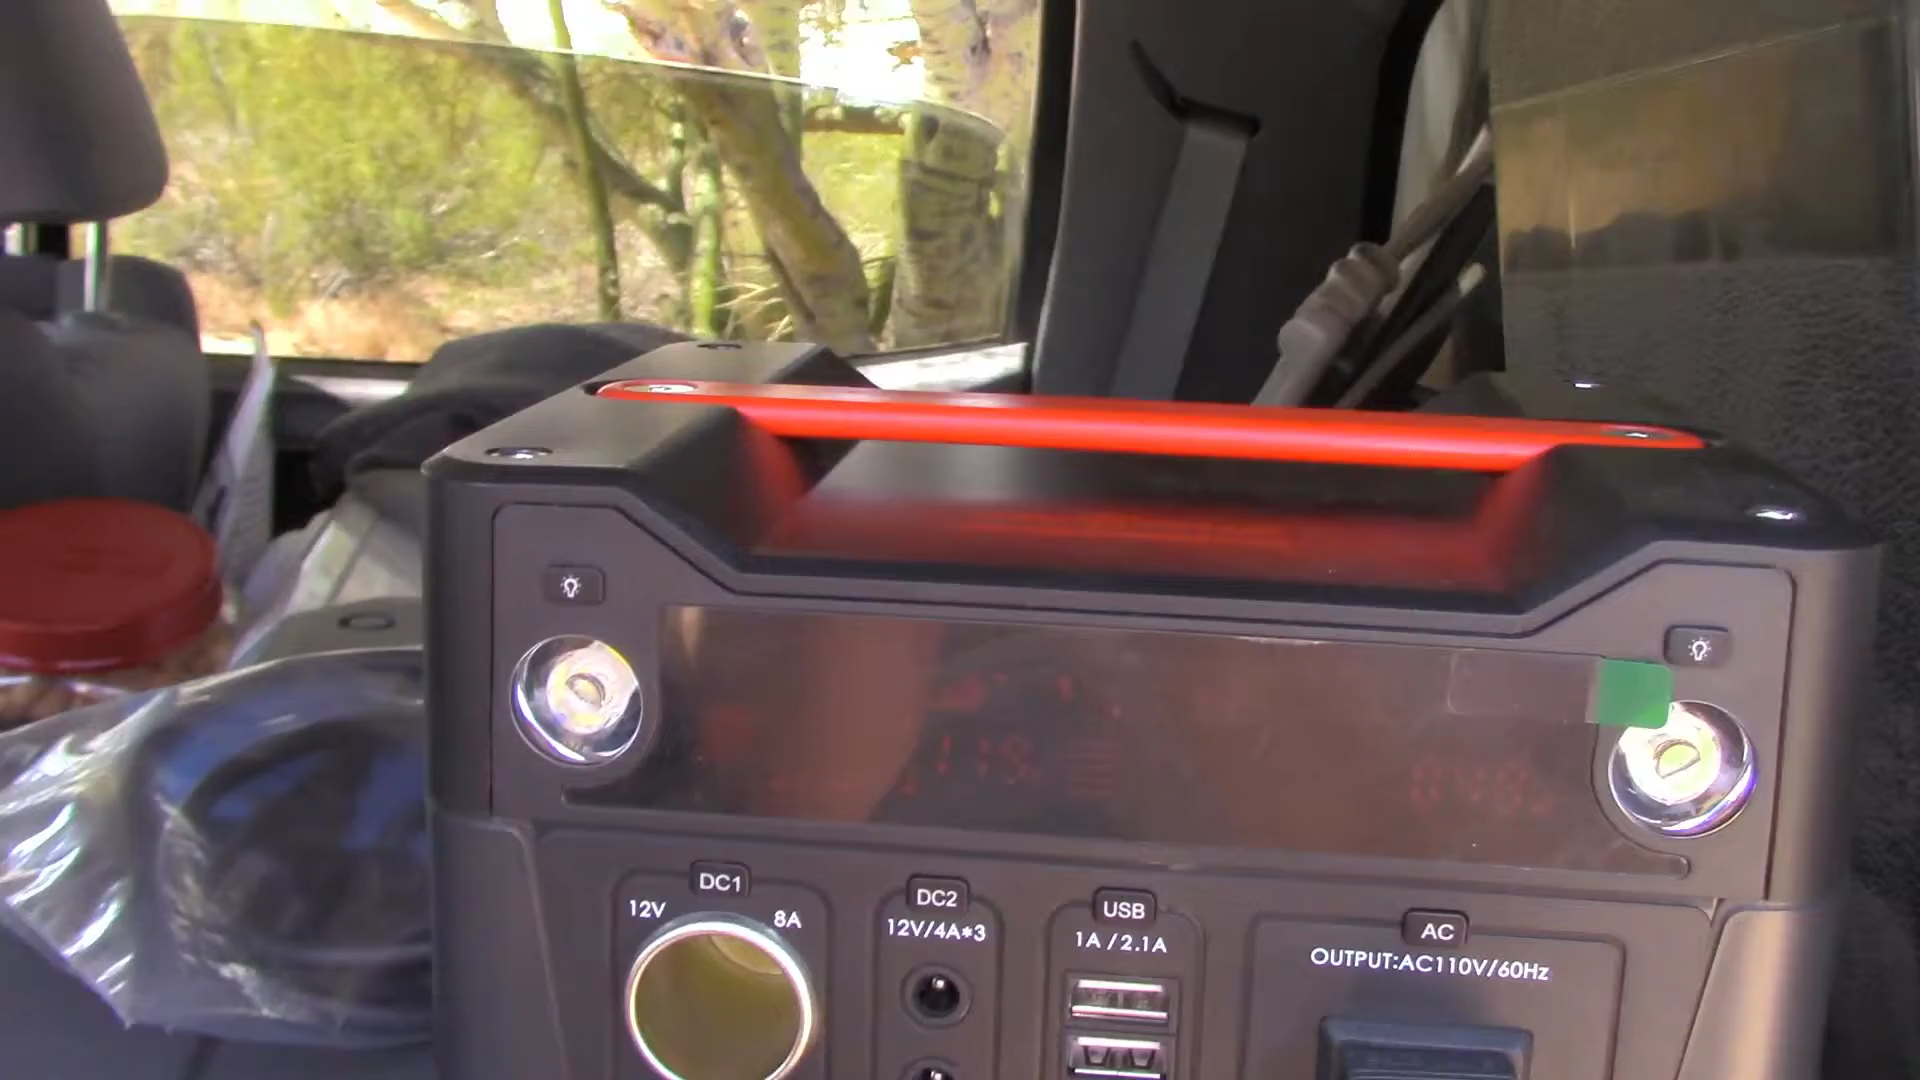 DC1
12V 8A
DC2
12V/4A*3
USB
1A / 2.1A
AC
OUTPUT:AC110V/60Hz